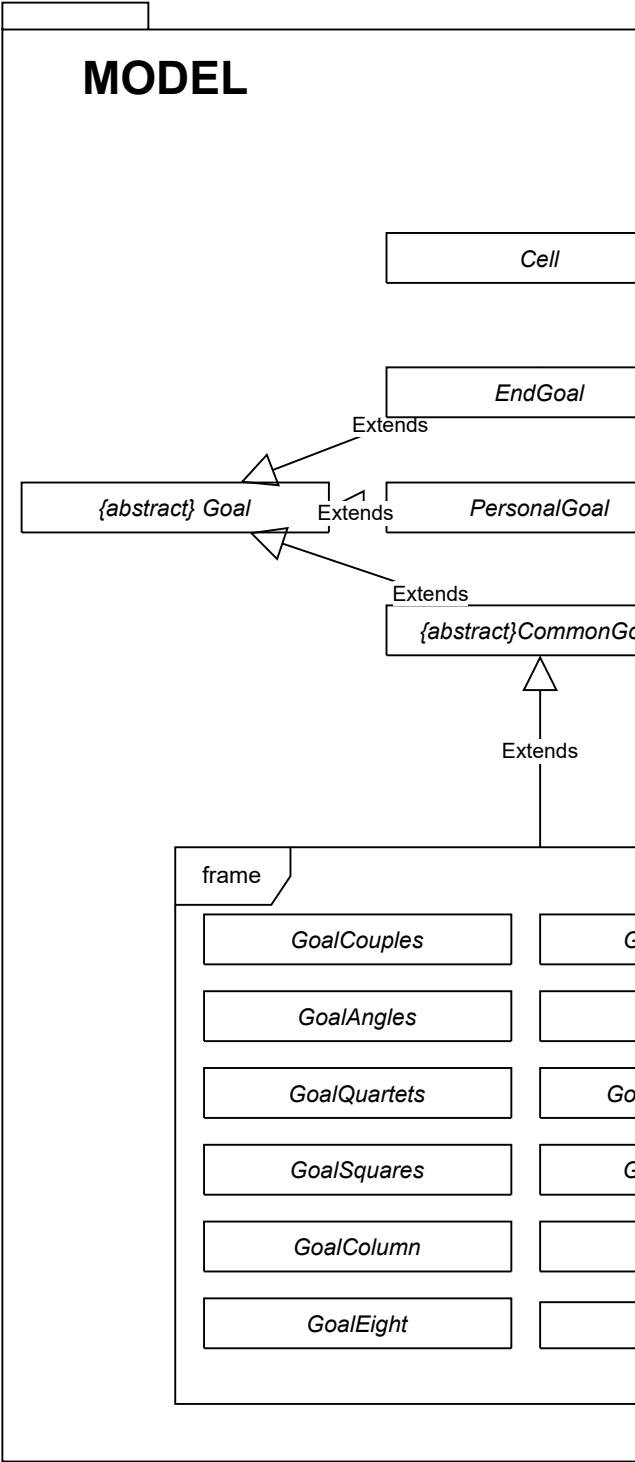 MODEL
Cell
EndGoal
Extends
{abstract} Goal
Extends
PersonalGoal
Extends
{abstract}CommonGo
Extends
frame
GoalCouples
G
GoalAngles
GoalQuartets
Go
GoalSquares
G
GoalColumn
GoalEight